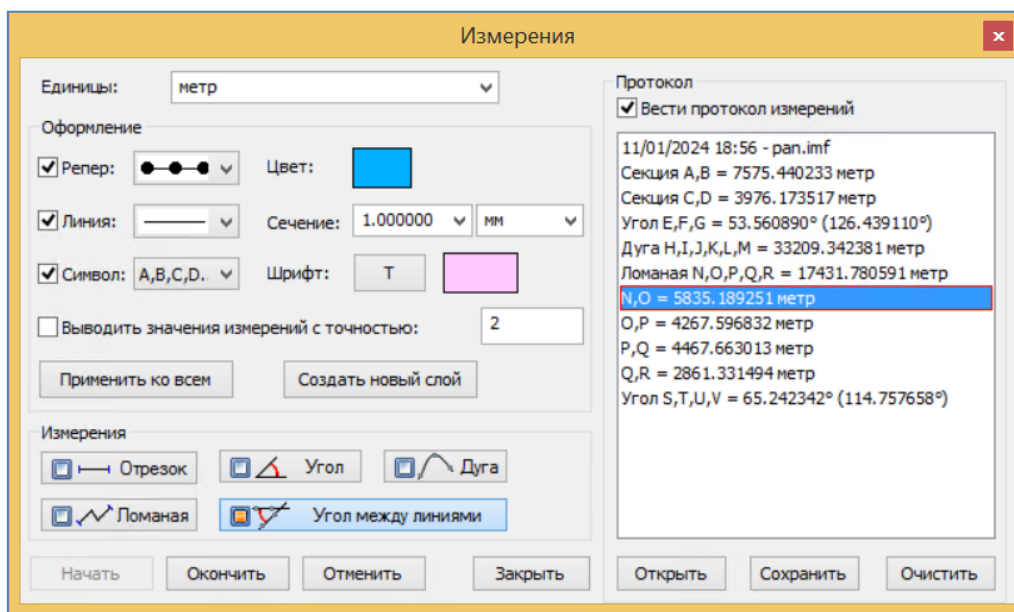 Измерения
x
Единицы: метр
Оформление
Репер: Цвет:
Линия: Сечение: 1.000000 мм
Символ: A,B,C,D. Шрифт: T
Выводить значения измерений с точностью: 2
Применить ко всем Создать новый слой
Измерения
Отрезок Угол Дуга
Ломаная Угол между линиями
Начать Окончить Отменить Закрыть
Протокол
Вести протокол измерений
11/01/2024 18:56 - pan.imf
Секция A,B = 7575.440233 метр
Секция C,D = 3976.173517 метр
Угол E,F,G = 53.560890° (126.439110°)
Дуга H,I,J,K,L,M = 33209.342381 метр
Ломаная N,O,P,Q,R = 17431.780591 метр
N,O = 5835.189251 метр
O,P = 4267.596832 метр
P,Q = 4467.663013 метр
Q,R = 2861.331494 метр
Угол S,T,U,V = 65.242342° (114.757658°)
Открыть Сохранить Очистить